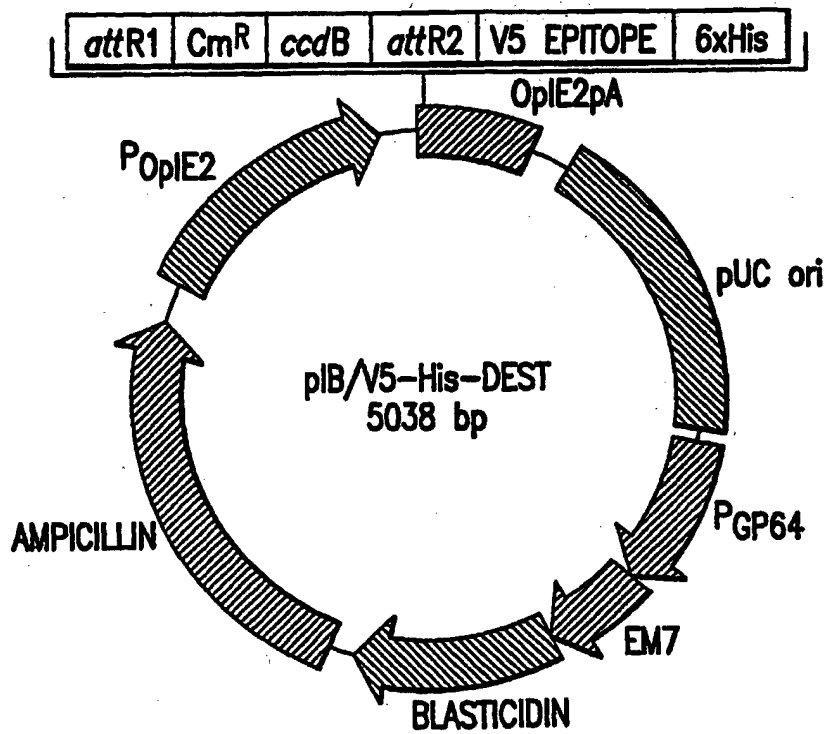 attR1 CmR ccdB attR2 V5 EPITOPE 6xHis
OpIE2pA
POpIE2
pUC ori
pIB/V5-His-DEST
5038 bp
PGP64
AMPICILLIN
EM7
BLASTICIDIN